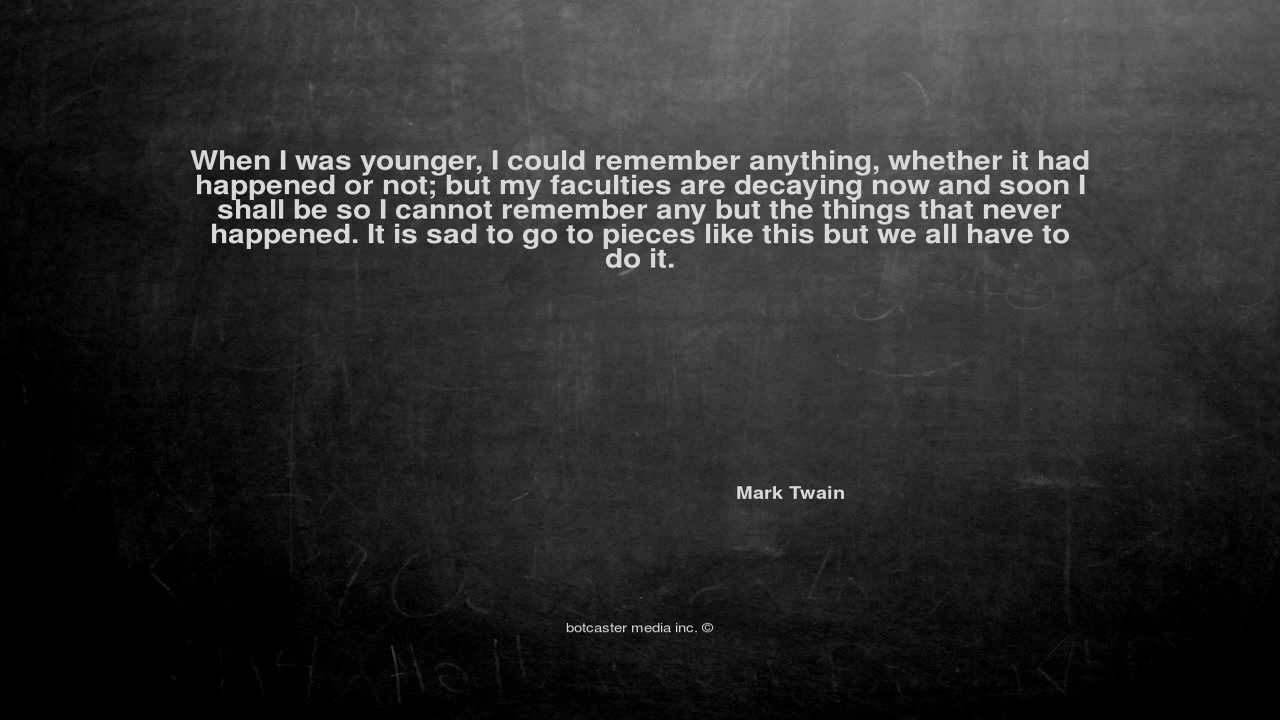 When I was younger, I could remember anything, whether it had
happened or not; but my faculties are decaying now and soon I
shall be so I cannot remember any but the things that never
happened. It is sad to go to pieces like this but we all have to
do it.
Mark Twain
botcaster media inc. ©